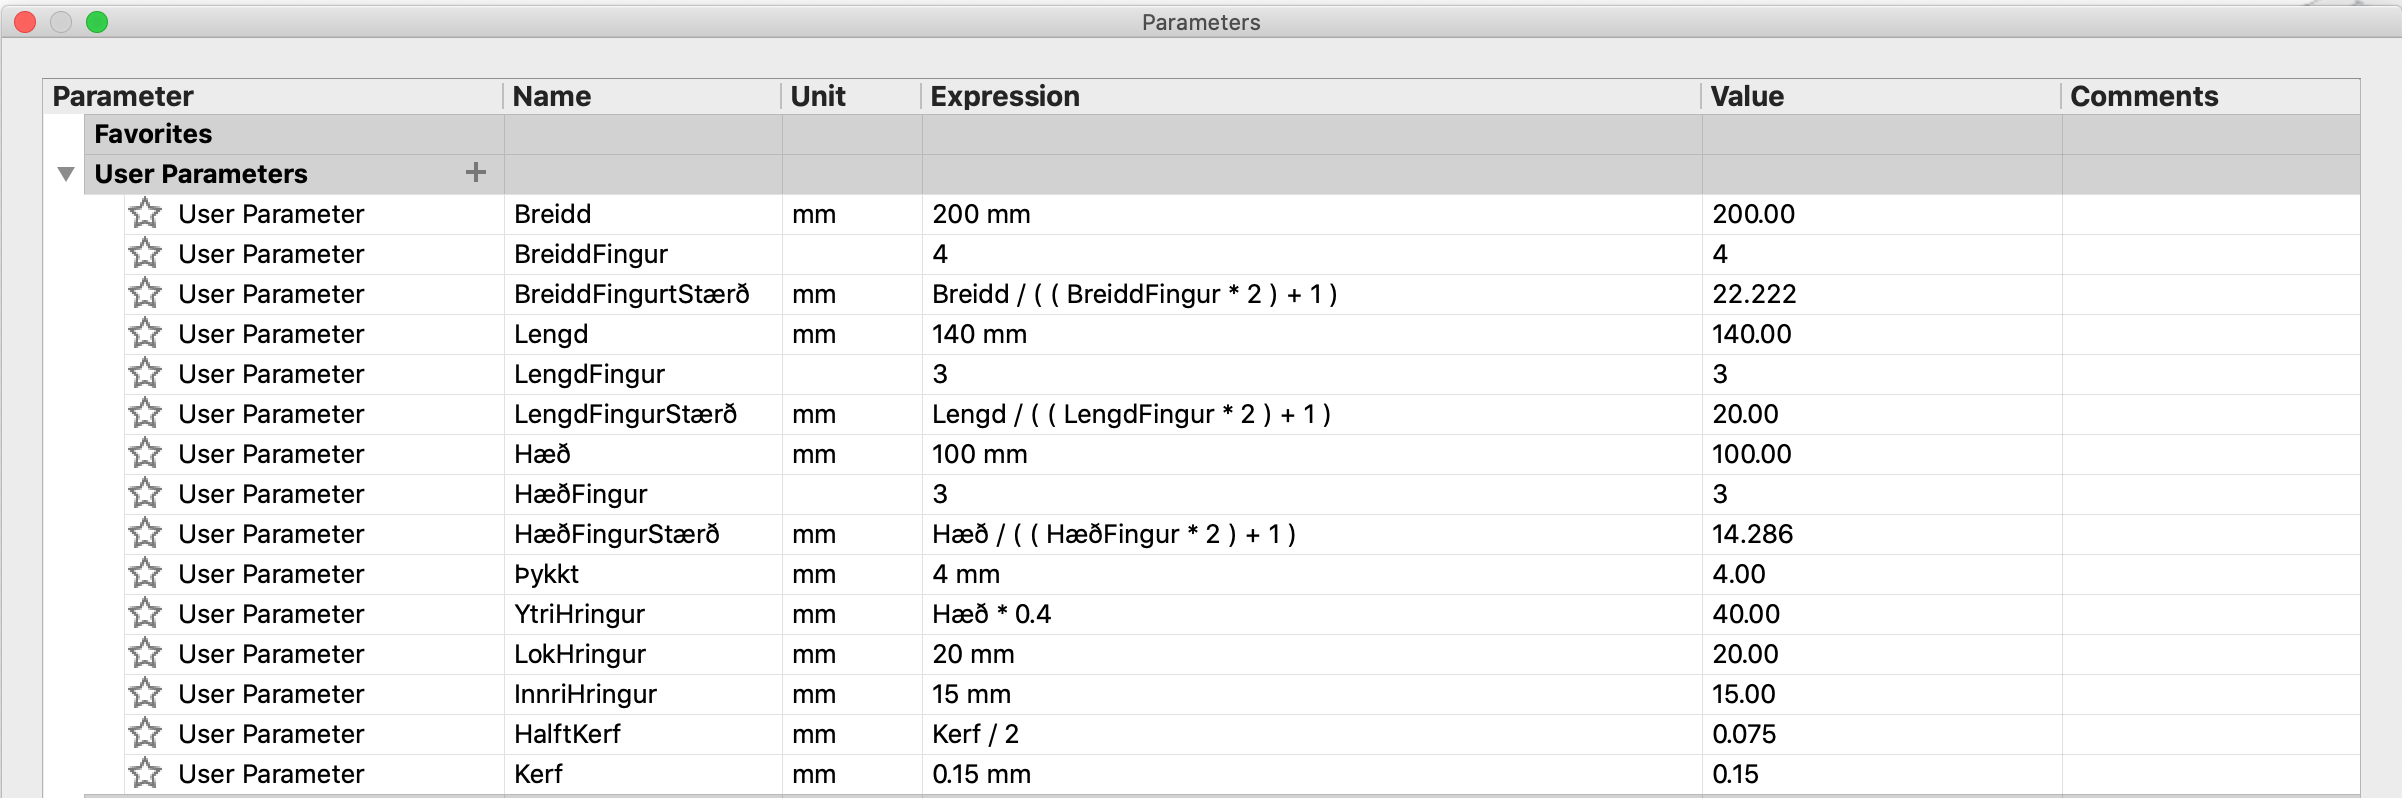 Parameters
Parameter Name Unit Expression Value Comments
Favorites
User Parameters +
User Parameter Breidd mm 200 mm 200.00
User Parameter BreiddFingur 4 4
User Parameter BreiddFingurtStærð mm Breidd / ( ( BreiddFingur * 2 ) + 1 ) 22.222
User Parameter Lengd mm 140 mm 140.00
User Parameter LengdFingur 3 3
User Parameter LengdFingurStærð mm Lengd / ( ( LengdFingur * 2 ) + 1 ) 20.00
User Parameter Hæð mm 100 mm 100.00
User Parameter HæðFingur 3 3
User Parameter HæðFingurStærð mm Hæð / ( ( HæðFingur * 2 ) + 1 ) 14.286
User Parameter Þykkt mm 4 mm 4.00
User Parameter YtriHringur mm Hæð * 0.4 40.00
User Parameter LokHringur mm 20 mm 20.00
User Parameter InnriHringur mm 15 mm 15.00
User Parameter HalftKerf mm Kerf / 2 0.075
User Parameter Kerf mm 0.15 mm 0.15